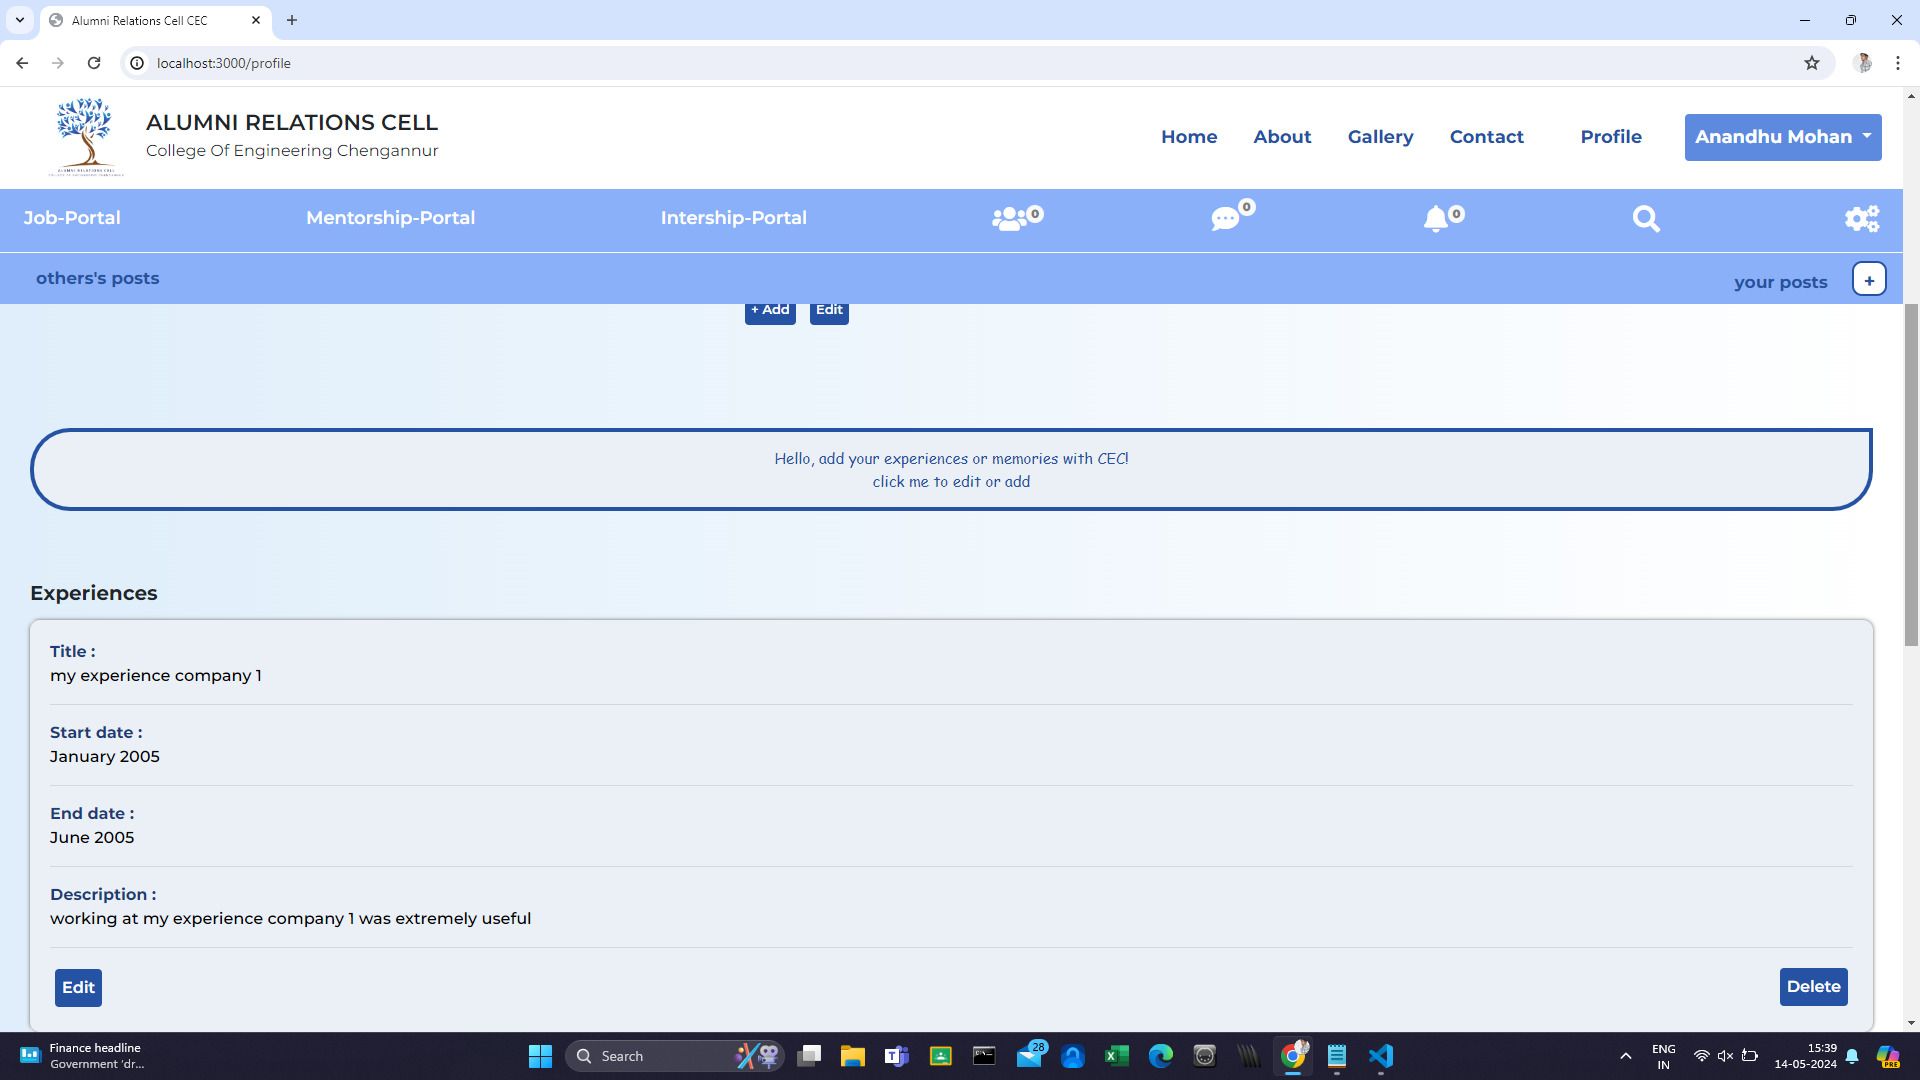 Alumni Relations Cell CEC
localhost:3000/profile
ALUMNI RELATIONS CELL
College Of Engineering Chengannur
Home About Gallery Contact Profile Anandhu Mohan
Job-Portal Mentorship-Portal Intership-Portal 0 0 0
others's posts your posts +
+ Add Edit
Hello, add your experiences or memories with CEC!
click me to edit or add
Experiences
Title :
my experience company 1
Start date :
January 2005
End date :
June 2005
Description :
working at my experience company 1 was extremely useful
Edit Delete
Finance headline
Government 'dr...
Search
28
ENG
IN
15:39
14-05-2024
PRE